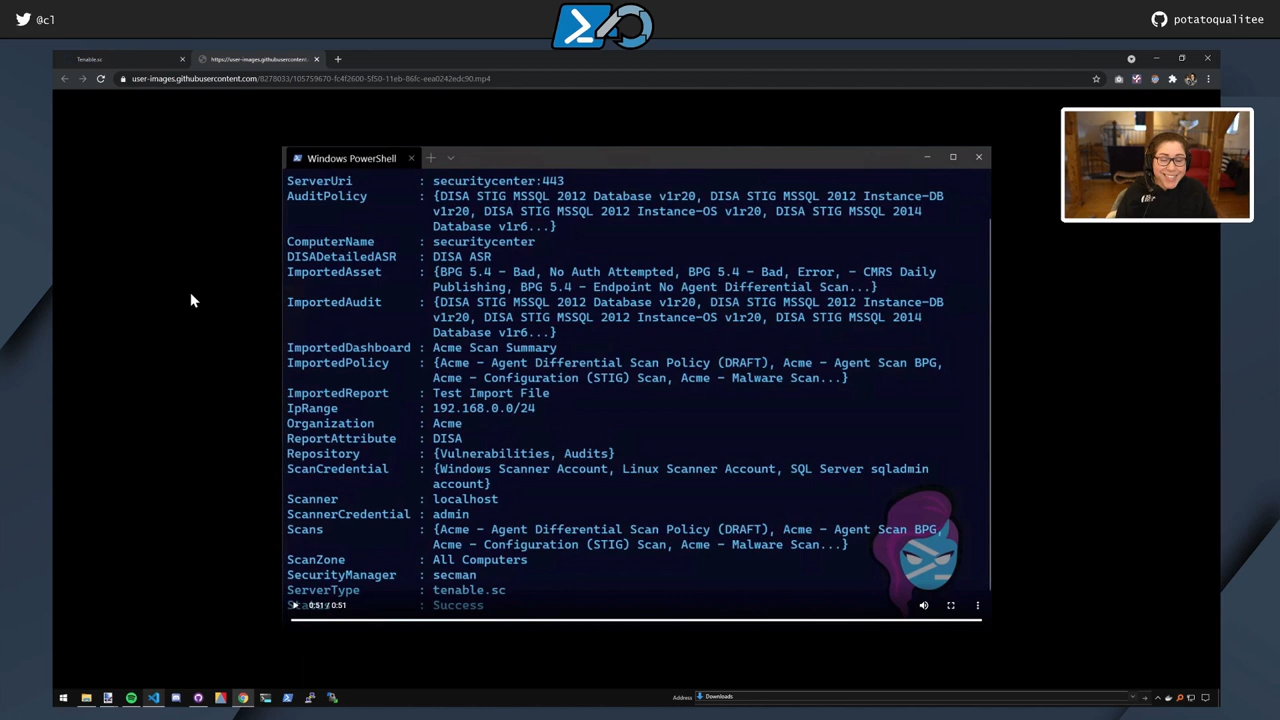 @cl
potatoqualitee
Tenable.sc
https://user-images.githubusercontent.
user-images.githubusercontent.com/8278033/105759670-fc4f2600-5f50-11eb-86fc-eea0242edc90.mp4
Windows PowerShell
ServerUri : securitycenter:443
AuditPolicy : {DISA STIG MSSQL 2012 Database v1r20, DISA STIG MSSQL 2012 Instance-DB
v1r20, DISA STIG MSSQL 2012 Instance-OS v1r20, DISA STIG MSSQL 2014
Database v1r6...}
ComputerName : securitycenter
DISADetailedASR : DISA ASR
ImportedAsset : {BPG 5.4 - Bad, No Auth Attempted, BPG 5.4 - Bad, Error, - CMRS Daily
Publishing, BPG 5.4 - Endpoint No Agent Differential Scan...}
ImportedAudit : {DISA STIG MSSQL 2012 Database v1r20, DISA STIG MSSQL 2012 Instance-DB
v1r20, DISA STIG MSSQL 2012 Instance-OS v1r20, DISA STIG MSSQL 2014
Database v1r6...}
ImportedDashboard : Acme Scan Summary
ImportedPolicy : {Acme - Agent Differential Scan Policy (DRAFT), Acme - Agent Scan BPG,
Acme - Configuration (STIG) Scan, Acme - Malware Scan...}
ImportedReport : Test Import File
IpRange : 192.168.0.0/24
Organization : Acme
ReportAttribute : DISA
Repository : {Vulnerabilities, Audits}
ScanCredential : {Windows Scanner Account, Linux Scanner Account, SQL Server sqladmin
account}
Scanner : localhost
ScannerCredential : admin
Scans : {Acme - Agent Differential Scan Policy (DRAFT), Acme - Agent Scan BPG,
Acme - Configuration (STIG) Scan, Acme - Malware Scan...}
ScanZone : All Computers
SecurityManager : secman
ServerType : tenable.sc
Status : Success
0:51 / 0:51
Address Downloads